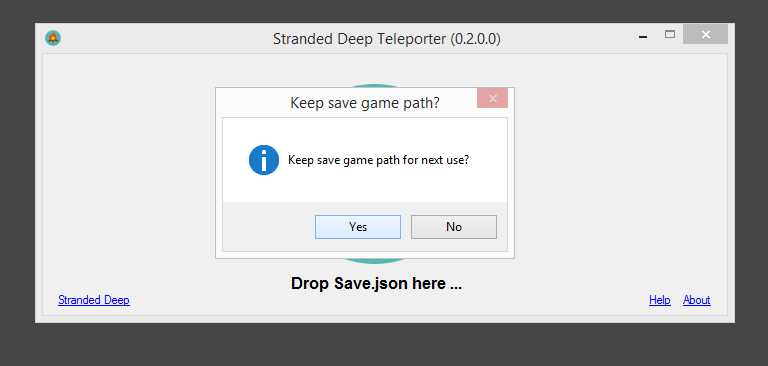 Stranded Deep Teleporter (0.2.0.0)
Keep save game path?
Keep save game path for next use?
Yes No
Drop Save.json here ...
Stranded Deep Help About